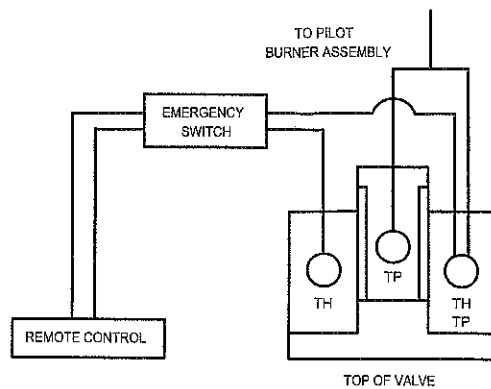 TO PILOT
BURNER ASSEMBLY
EMERGENCY
SWITCH
TP
TH
TH
TP
REMOTE CONTROL
TOP OF VALVE